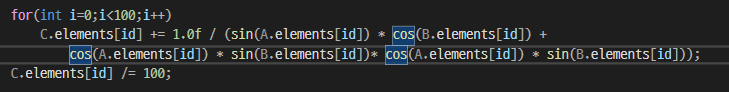 for(int i=0;i<100;i++)
C.elements[id] += 1.0f / (sin(A.elements[id]) * cos(B.elements[id]) +
cos(A.elements[id]) * sin(B.elements[id])* cos(A.elements[id]) * sin(B.elements[id]));
C.elements[id] /= 100;